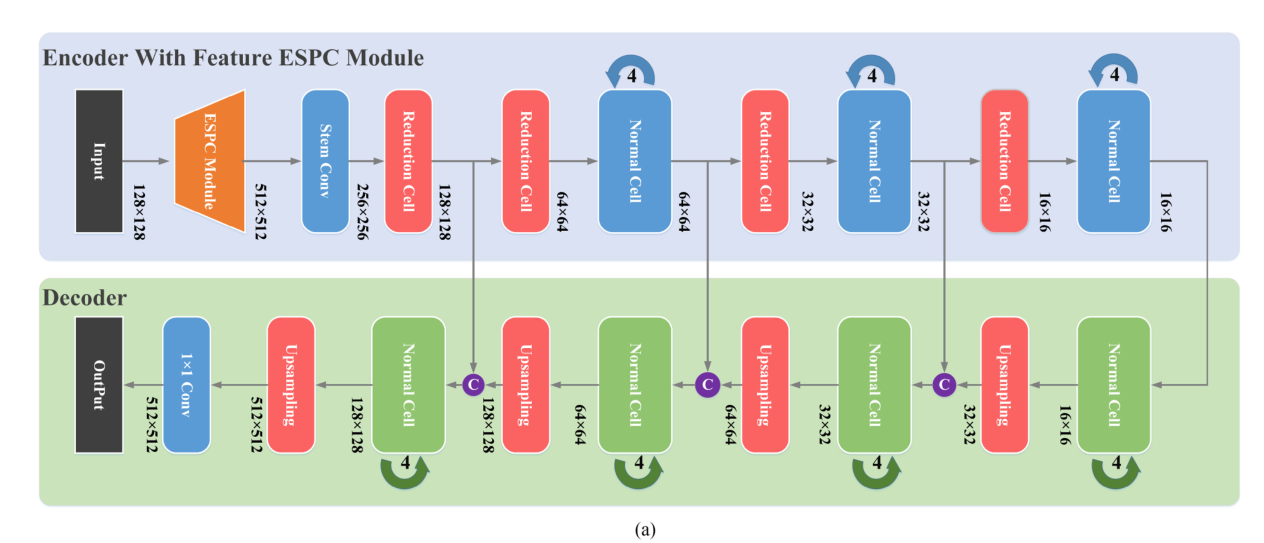 Encoder With Feature ESPC Module
4
4
4
Input
128×128
ESPC Module
512×512
Stem Conv
256×256
Reduction Cell
128×128
Reduction Cell
64×64
Normal Cell
64×64
Reduction Cell
32×32
Normal Cell
32×32
Reduction Cell
16×16
Normal Cell
16×16
Decoder
OutPut
512×512
1×1 Conv
512×512
Upsampling
128×128
Normal Cell
C
128×128
Upsampling
64×64
Normal Cell
C
64×64
Upsampling
32×32
Normal Cell
C
32×32
Upsampling
16×16
Normal Cell
4
4
4
4
(a)